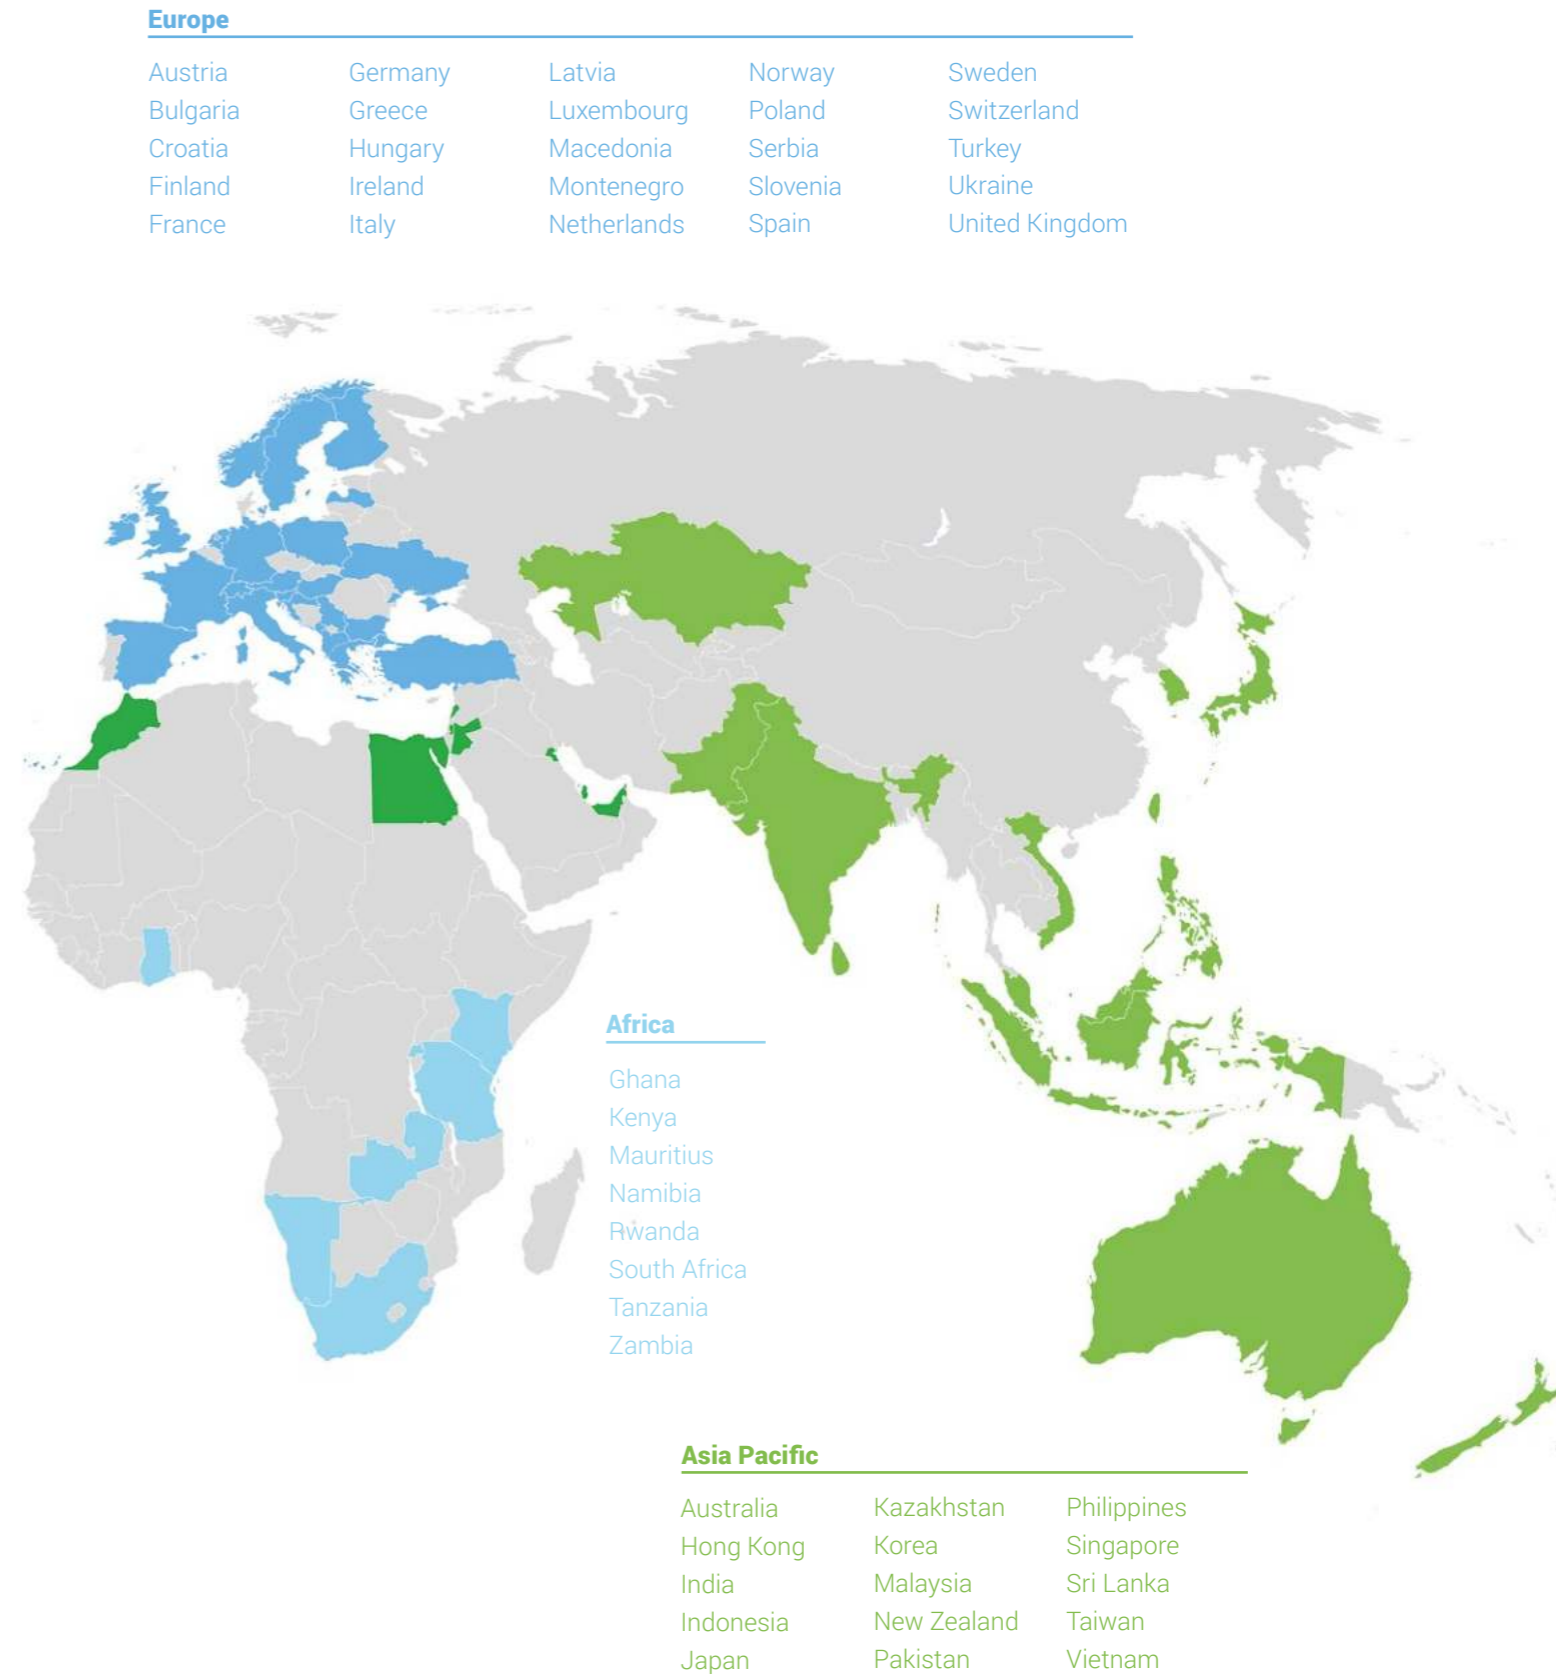 Europe
Austria
Bulgaria
Croatia
Finland
France
Germany
Greece
Hungary
Ireland
Italy
Latvia
Luxembourg
Macedonia
Montenegro
Netherlands
Norway
Poland
Serbia
Slovenia
Spain
Sweden
Switzerland
Turkey
Ukraine
United Kingdom
Africa
Ghana
Kenya
Mauritius
Namibia
Rwanda
South Africa
Tanzania
Zambia
Asia Pacific
Australia
Hong Kong
India
Indonesia
Japan
Kazakhstan
Korea
Malaysia
New Zealand
Pakistan
Philippines
Singapore
Sri Lanka
Taiwan
Vietnam